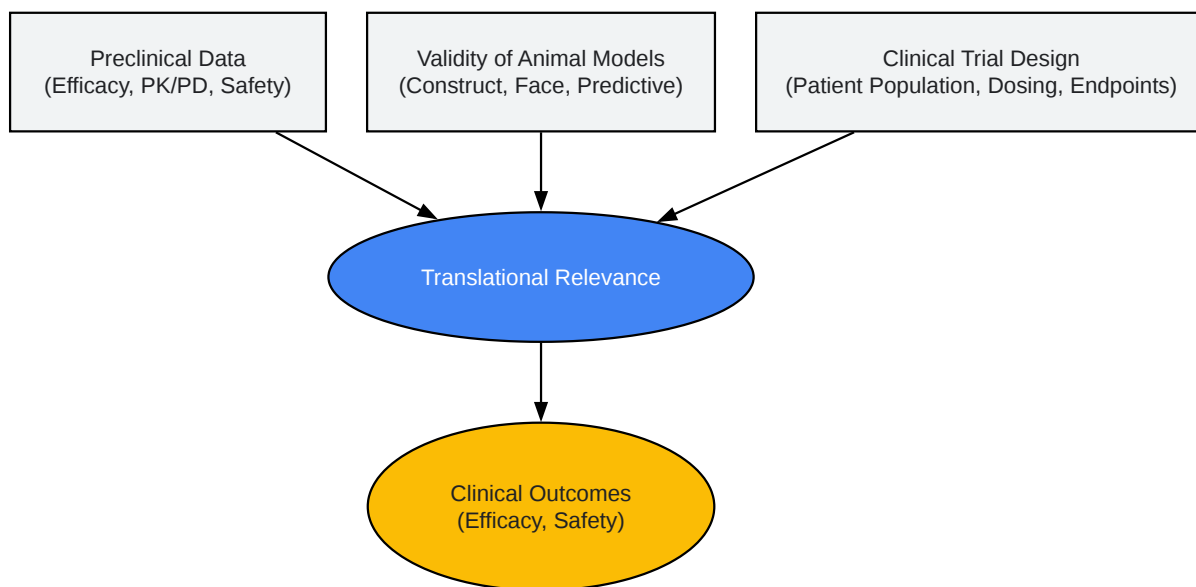 Preclinical Data
(Efficacy, PK/PD, Safety)
Validity of Animal Models
(Construct, Face, Predictive)
Clinical Trial Design
(Patient Population, Dosing, Endpoints)
Translational Relevance
Clinical Outcomes
(Efficacy, Safety)